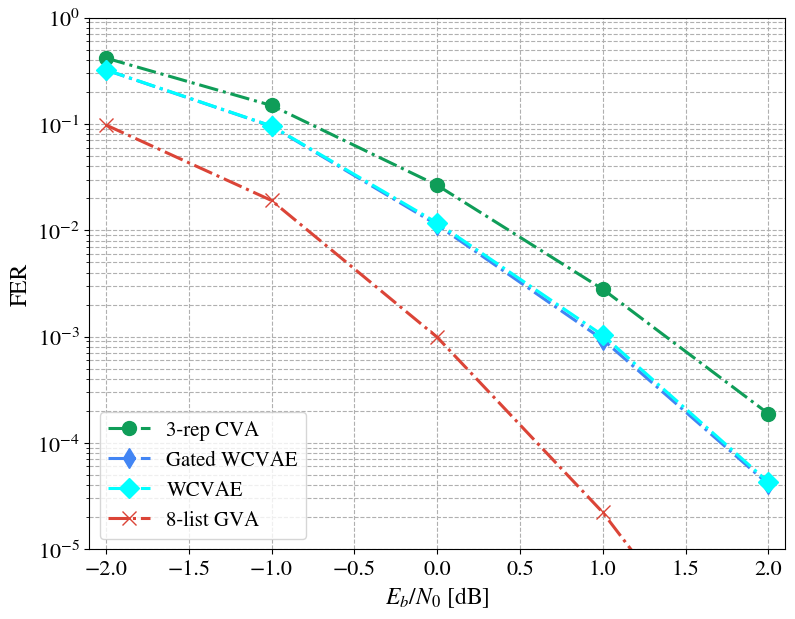 10⁰
10⁻¹
10⁻²
10⁻³
10⁻⁴
10⁻⁵
FER
3-rep CVA
Gated WCVAE
WCVAE
8-list GVA
−2.0 −1.5 −1.0 −0.5 0.0 0.5 1.0 1.5 2.0
E_b/N_0 [dB]